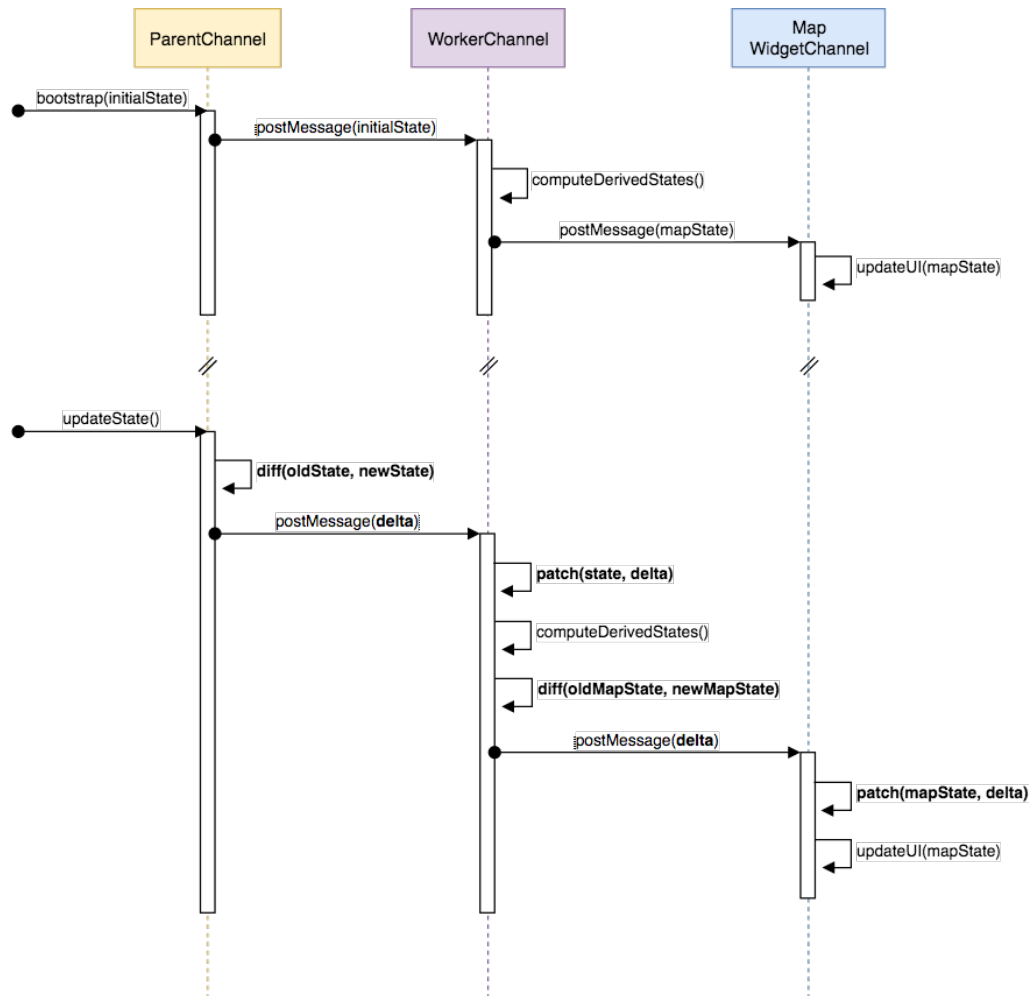 ParentChannel
WorkerChannel
Map
WidgetChannel
bootstrap(initialState)
postMessage(initialState)
computeDerivedStates()
postMessage(mapState)
updateUI(mapState)
updateState()
diff(oldState, newState)
postMessage(delta)
patch(state, delta)
computeDerivedStates()
diff(oldMapState, newMapState)
postMessage(delta)
patch(mapState, delta)
updateUI(mapState)